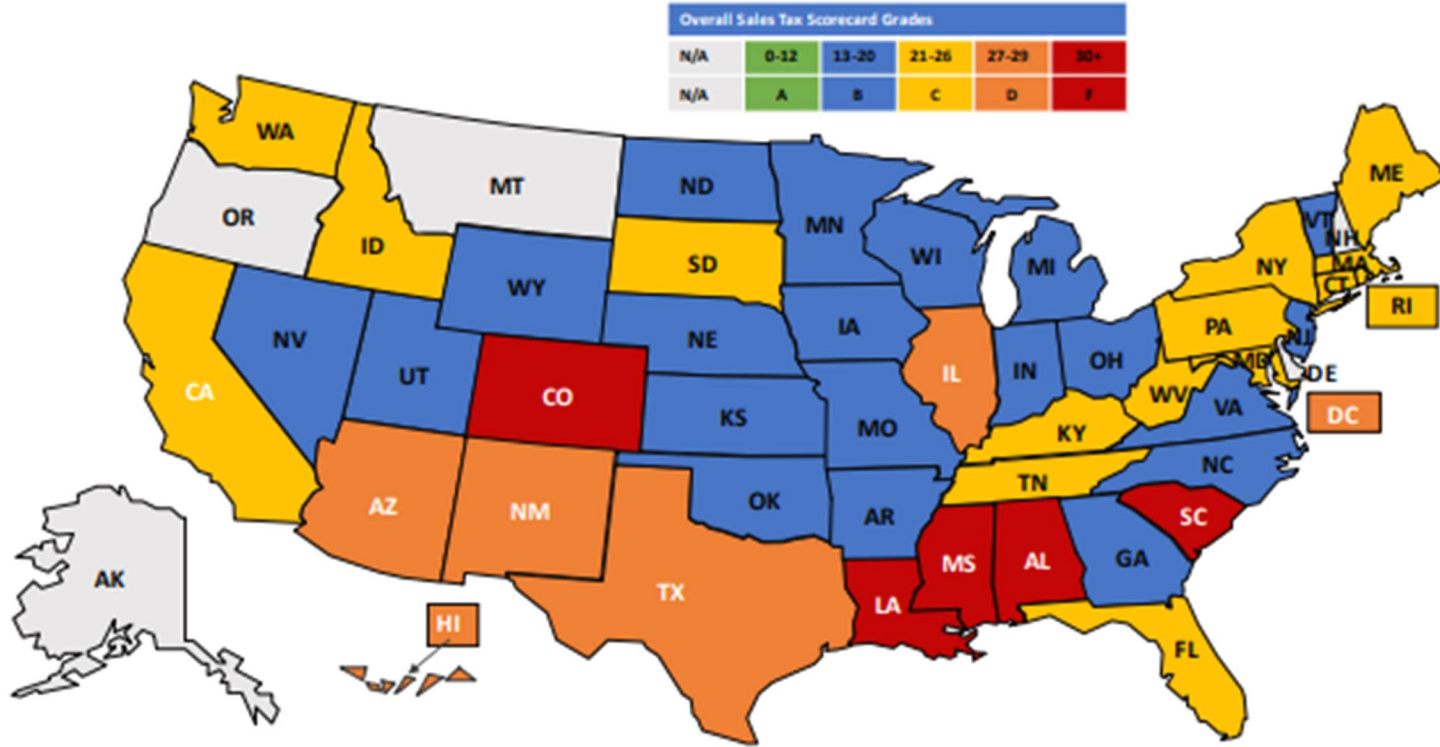 Overall Sales Tax Scorecard Grades
N/A 0-12 13-20 21-26 27-29 30+
N/A A B C D F
WA
MT
ND
MN
ME
OR
ID
SD
WI
MI
VT
NH
NY
MA
CT
RI
WY
NV
UT
NE
IA
PA
NJ
CA
CO
KS
MO
IL
IN
OH
WV
MD
DE
VA
DC
KY
NC
TN
AZ
NM
OK
AR
SC
AK
HI
TX
LA
MS
AL
GA
FL